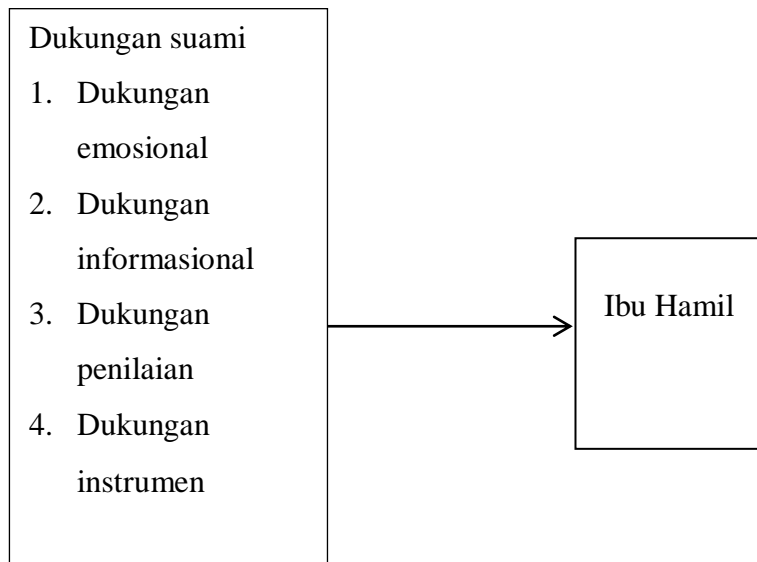 Dukungan suami
1. Dukungan
emosional
2. Dukungan
informasional
3. Dukungan
penilaian
4. Dukungan
instrumen
Ibu Hamil